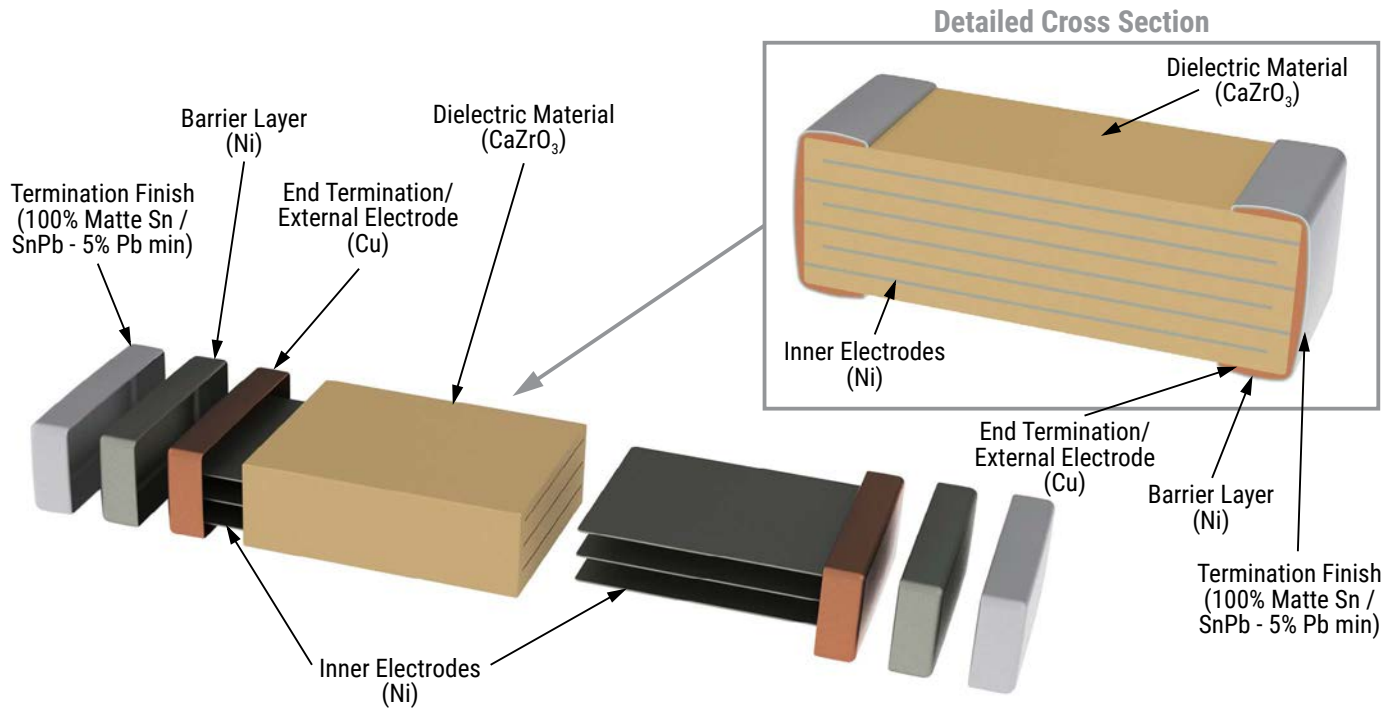 Detailed Cross Section
Dielectric Material
(CaZrO₃)
Barrier Layer
(Ni)
Dielectric Material
(CaZrO₃)
Termination Finish
(100% Matte Sn /
SnPb - 5% Pb min)
End Termination/
External Electrode
(Cu)
Inner Electrodes
(Ni)
End Termination/
External Electrode
(Cu)
Barrier Layer
(Ni)
Termination Finish
(100% Matte Sn /
SnPb - 5% Pb min)
Inner Electrodes
(Ni)